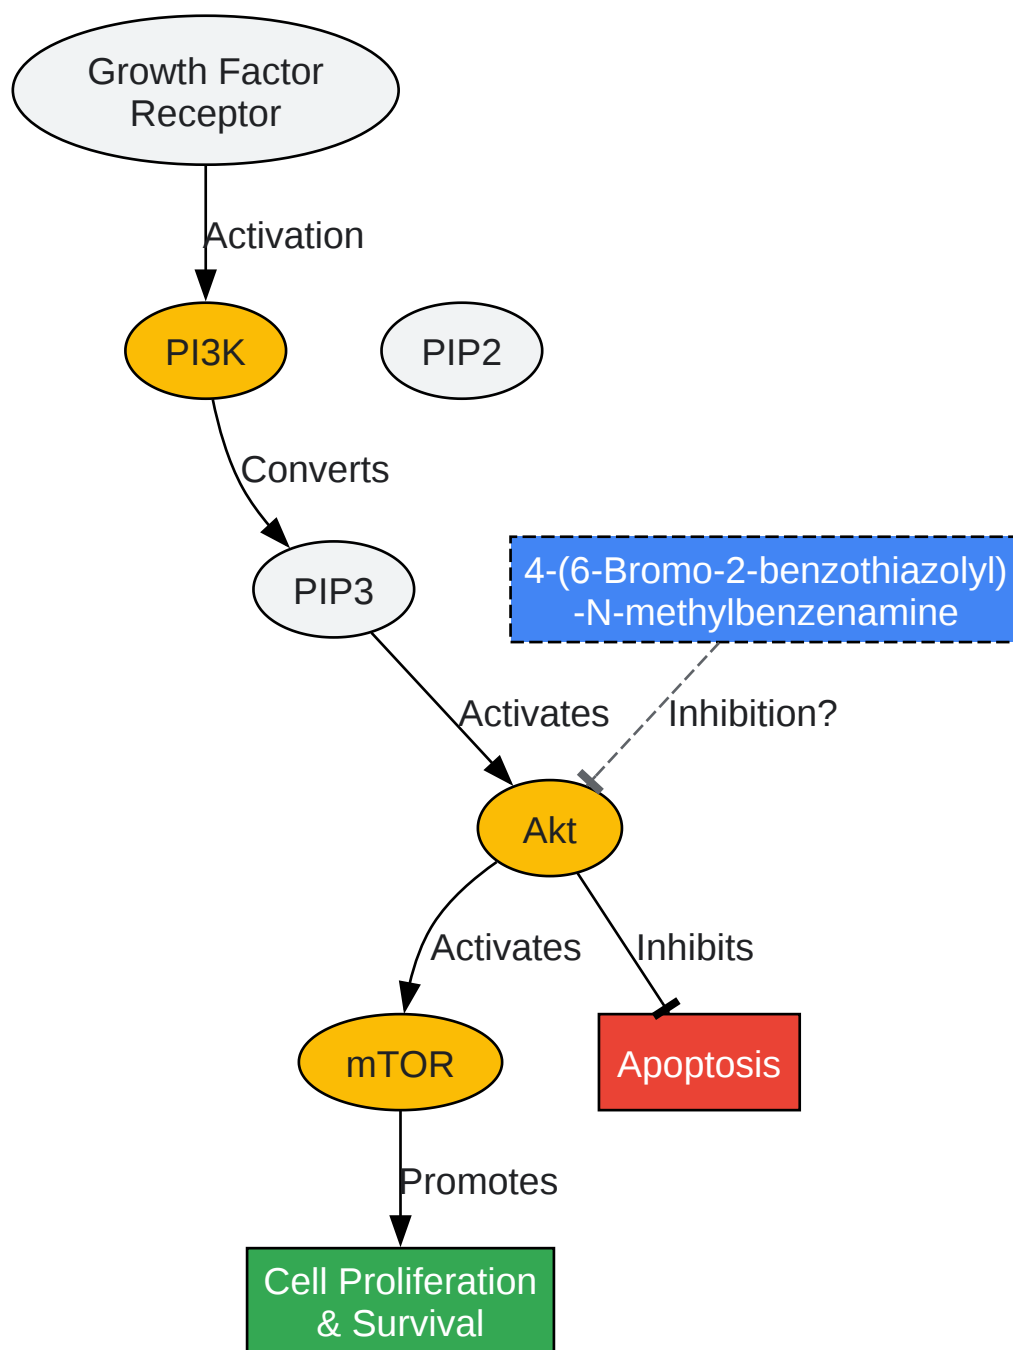 Growth Factor
Receptor
Activation
PI3K
PIP2
Converts
PIP3
4-(6-Bromo-2-benzothiazolyl)
-N-methylbenzenamine
Activates
Inhibition?
Akt
Activates
Inhibits
mTOR
Apoptosis
Promotes
Cell Proliferation
& Survival